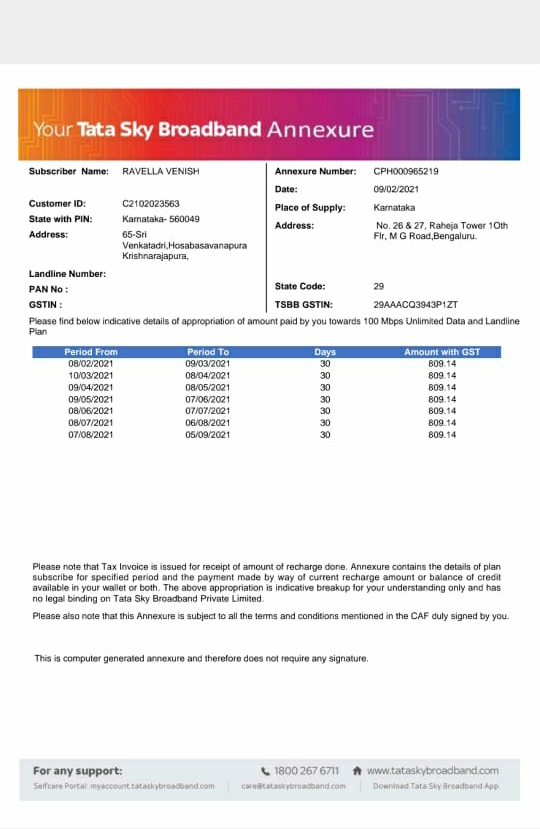 Your Tata Sky Broadband Annexure
Subscriber Name: RAVELLA VENISH
Customer ID: C2102023563
State with PIN: Karnataka- 560049
Address: 65-Sri
Venkatadri,Hosabasavanapura
Krishnarajapura,
Landline Number:
PAN No :
GSTIN :
Annexure Number: CPH000965219
Date: 09/02/2021
Place of Supply: Karnataka
Address: No. 26 & 27, Raheja Tower 1Oth
Flr, M G Road,Bengaluru.
State Code: 29
TSBB GSTIN: 29AAACQ3943P1ZT
Please find below indicative details of appropriation of amount paid by you towards 100 Mbps Unlimited Data and Landline
Plan
Period From Period To Days Amount with GST
08/02/2021 09/03/2021 30 809.14
10/03/2021 08/04/2021 30 809.14
09/04/2021 08/05/2021 30 809.14
09/05/2021 07/06/2021 30 809.14
08/06/2021 07/07/2021 30 809.14
08/07/2021 06/08/2021 30 809.14
07/08/2021 05/09/2021 30 809.14
Please note that Tax Invoice is issued for receipt of amount of recharge done. Annexure contains the details of plan
subscribe for specified period and the payment made by way of current recharge amount or balance of credit
available in your wallet or both. The above appropriation is indicative breakup for your understanding only and has
no legal binding on Tata Sky Broadband Private Limited.
Please also note that this Annexure is subject to all the terms and conditions mentioned in the CAF duly signed by you.
This is computer generated annexure and therefore does not require any signature.
For any support: 1800 267 6711 www.tataskybroadband.com
Selfcare Portal: myaccount.tataskybroadband.com care@tataskybroadband.com Download Tata Sky Broadband App